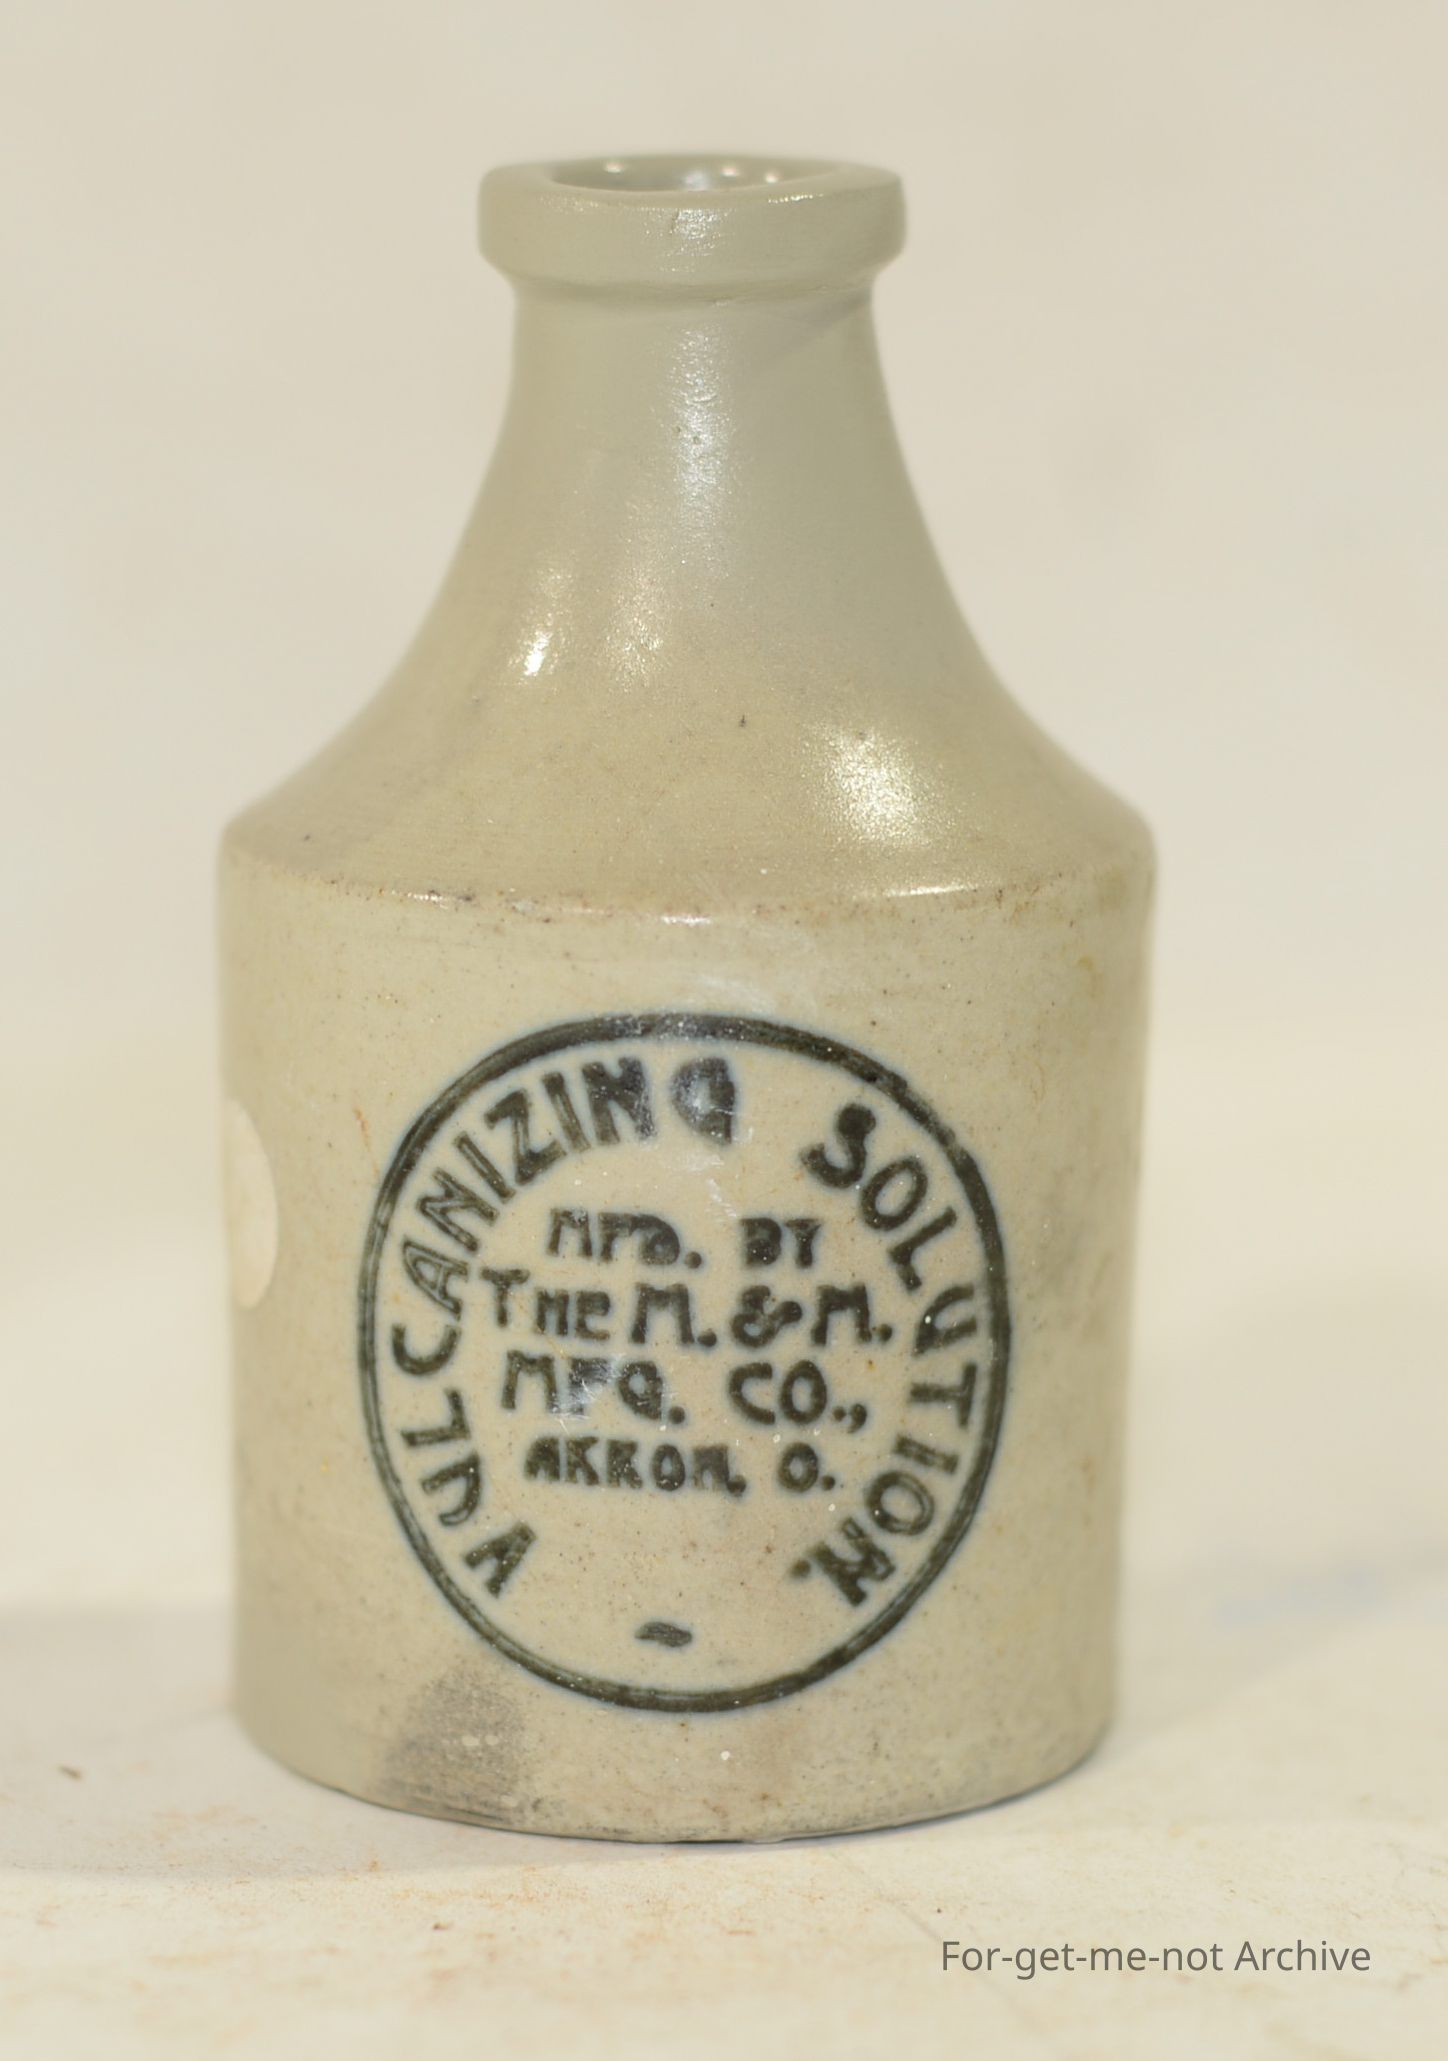 VULCANIZING SOLUTION.
MFD. BY
THE M. & M.
MFG. CO.,
AKRON, O.
For-get-me-not Archive